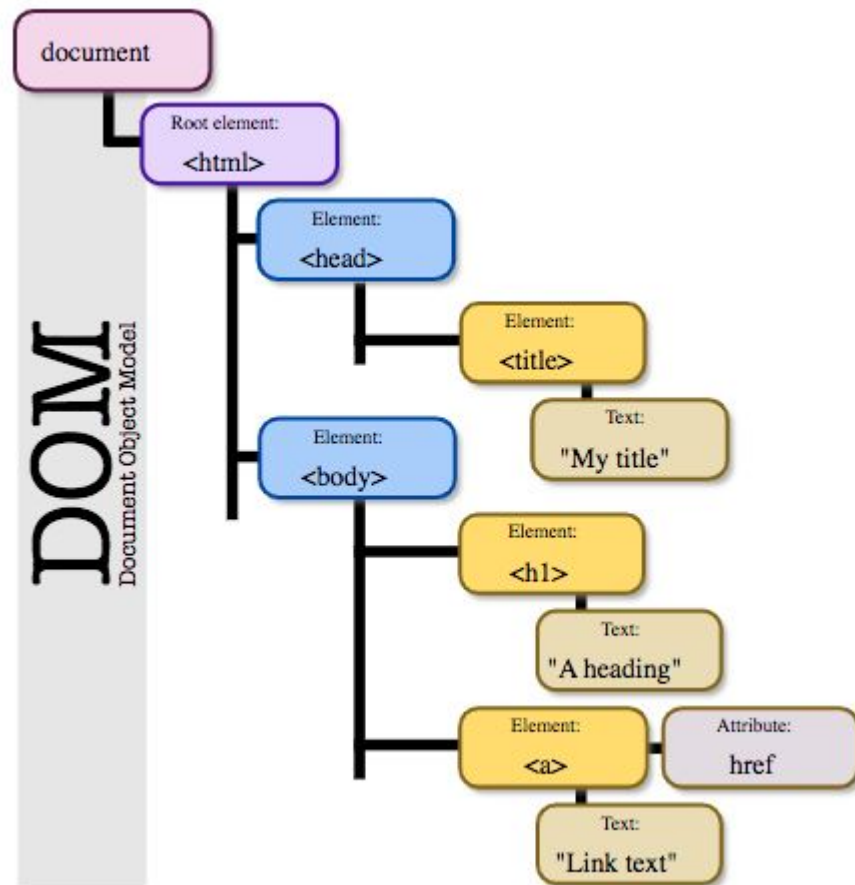 document
Root element:
<html>
Element:
<head>
Element:
<title>
Text:
"My title"
Element:
<body>
Element:
<h1>
Text:
"A heading"
Element:
<a>
Attribute:
href
Text:
"Link text"
DOM
Document Object Model